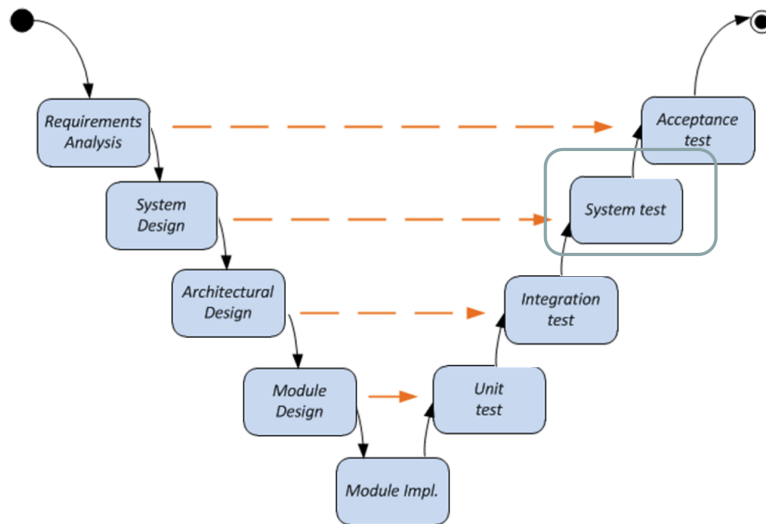 Requirements
Analysis
Acceptance
test
System
Design
System test
Architectural
Design
Integration
test
Module
Design
Unit
test
Module Impl.